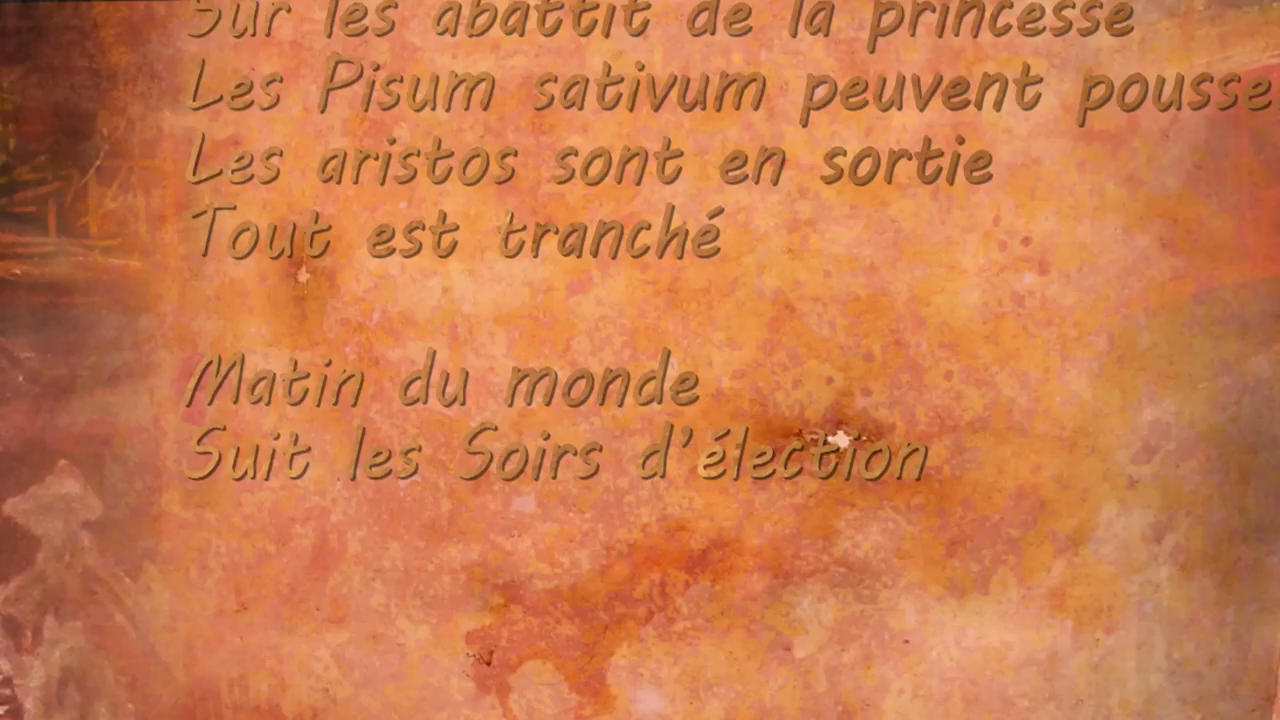 Sur les abattit de la princesse
Les Pisum sativum peuvent pousse
Les aristos sont en sortie
Tout est tranché
Matin du monde
Suit les Soirs d'élection